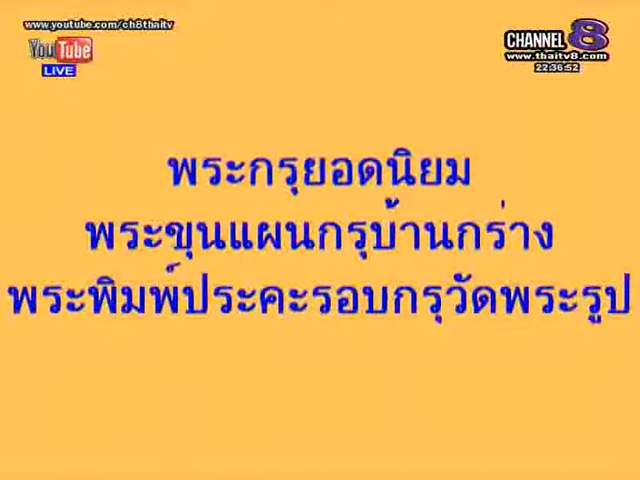 www.youtube.com/ch8thaitv
YouTube
LIVE
CHANNEL 8
www.thaitv8.com
22:36:52
พระกรุยอดนิยม
พระขุนแผนกรุบ้านกร่าง
พระพิมพ์ประคะรอบกรุวัดพระรูป